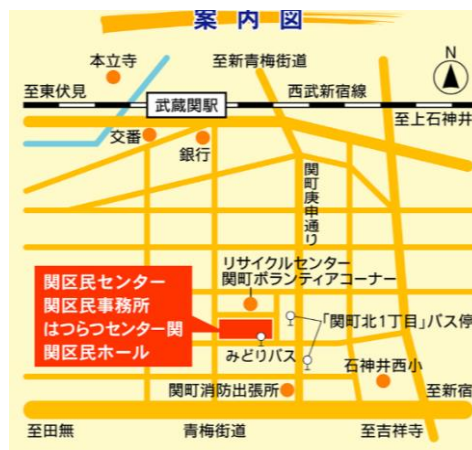 案内図
本立寺
至新青梅街道
N
至東伏見
武蔵関駅
西武新宿線
至上石神井
交番
銀行
関町庚申通り
リサイクルセンター
関町ボランティアコーナー
関区民センター
関区民事務所
はつらつセンター関
関区民ホール
「関町北1丁目」バス停
みどりバス
石神井西小
関町消防出張所
至新宿
至田無
青梅街道
至吉祥寺